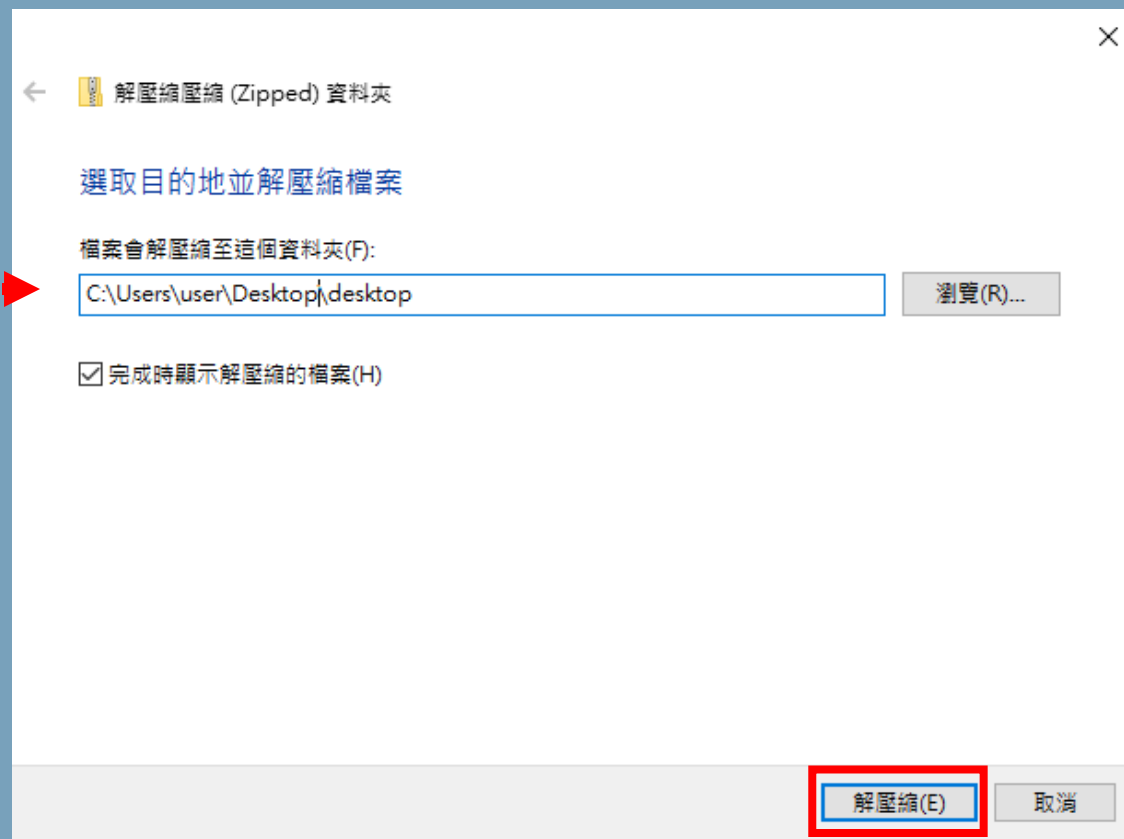 解壓縮壓縮 (Zipped) 資料夾
選取目的地並解壓縮檔案
檔案會解壓縮至這個資料夾(F):
C:\Users\user\Desktop\desktop
瀏覽(R)...
完成時顯示解壓縮的檔案(H)
解壓縮(E)
取消